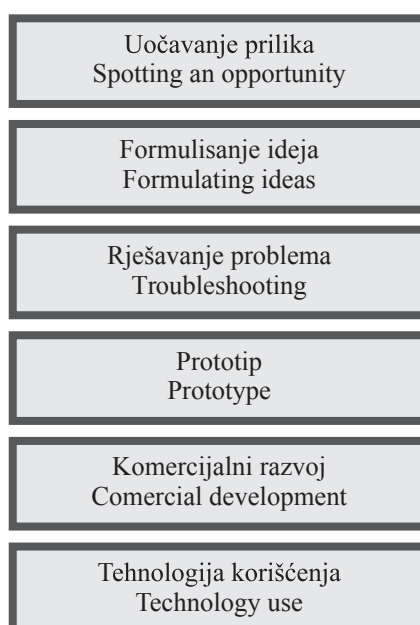 Uočavanje prilika
Spotting an opportunity
Formulisanje ideja
Formulating ideas
Rješavanje problema
Troubleshooting
Prototip
Prototype
Komercijalni razvoj
Comercial development
Tehnologija korišćenja
Technology use